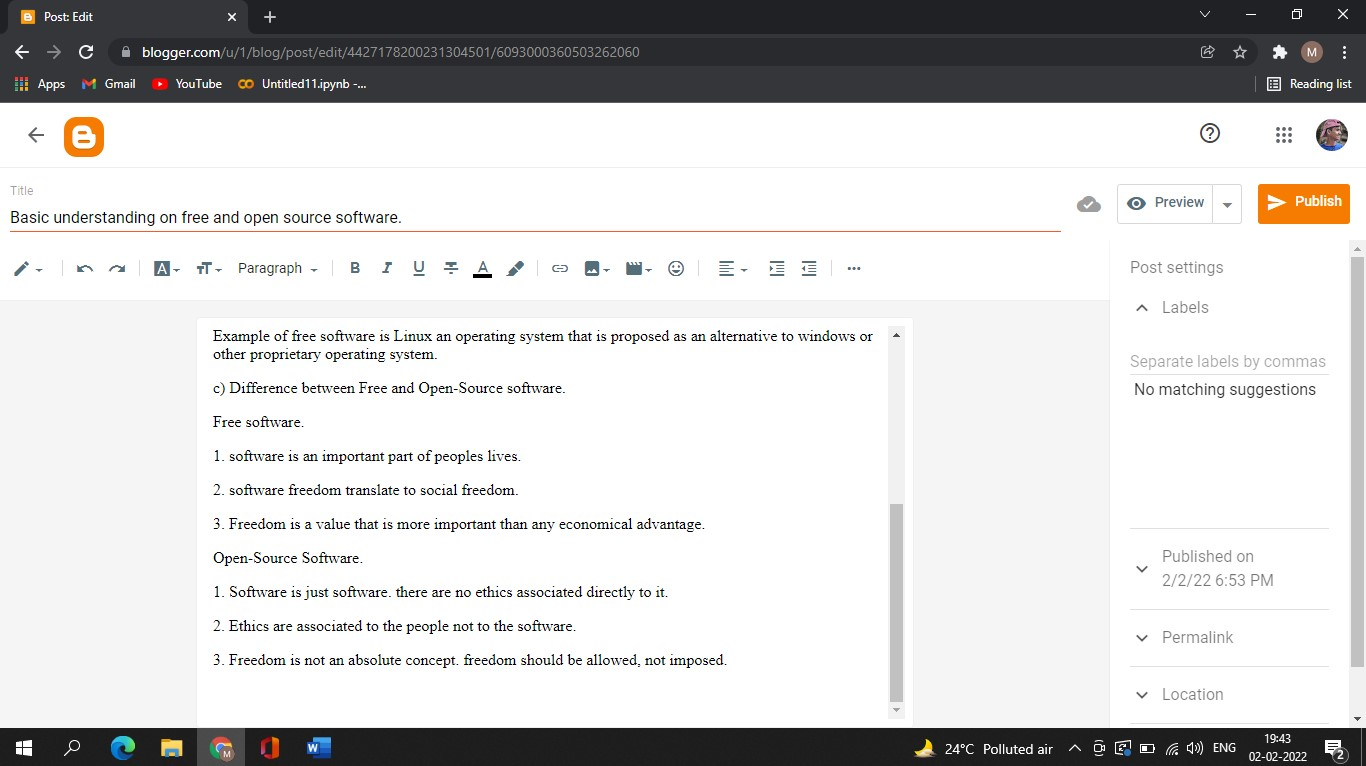 Post: Edit
blogger.com/u/1/blog/post/edit/4427178200231304501/6093000360503262060
M
Apps
Gmail
YouTube
Untitled11.ipynb -...
Reading list
Title
Basic understanding on free and open source software.
Preview
Publish
Paragraph
Post settings
Labels
Separate labels by commas
No matching suggestions
Published on
2/2/22 6:53 PM
Permalink
Location
Example of free software is Linux an operating system that is proposed as an alternative to windows or
other proprietary operating system.
c) Difference between Free and Open-Source software.
Free software.
1. software is an important part of peoples lives.
2. software freedom translate to social freedom.
3. Freedom is a value that is more important than any economical advantage.
Open-Source Software.
1. Software is just software. there are no ethics associated directly to it.
2. Ethics are associated to the people not to the software.
3. Freedom is not an absolute concept. freedom should be allowed, not imposed.
24°C Polluted air
ENG
19:43
02-02-2022
2